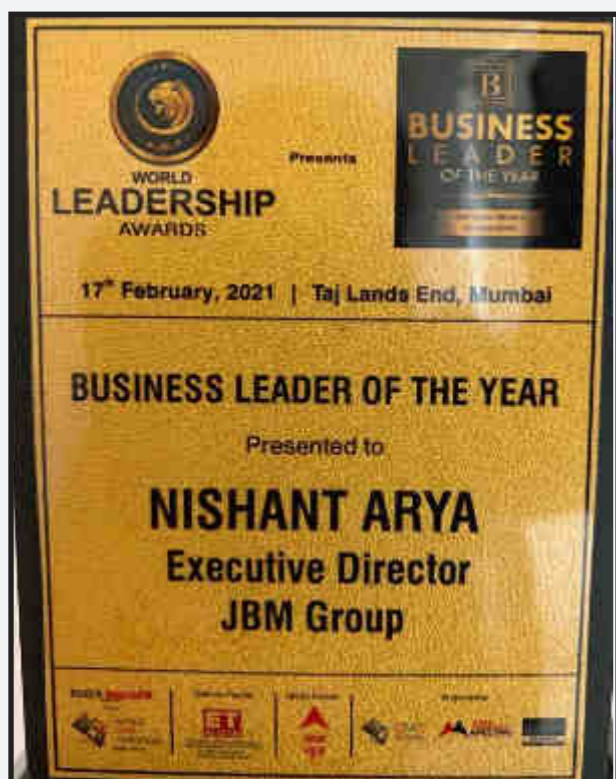 WORLD
LEADERSHIP
AWARDS
Presents
B
BUSINESS
LEADER
OF THE YEAR
17th February, 2021 | Taj Lands End, Mumbai
BUSINESS LEADER OF THE YEAR
Presented to
NISHANT ARYA
Executive Director
JBM Group